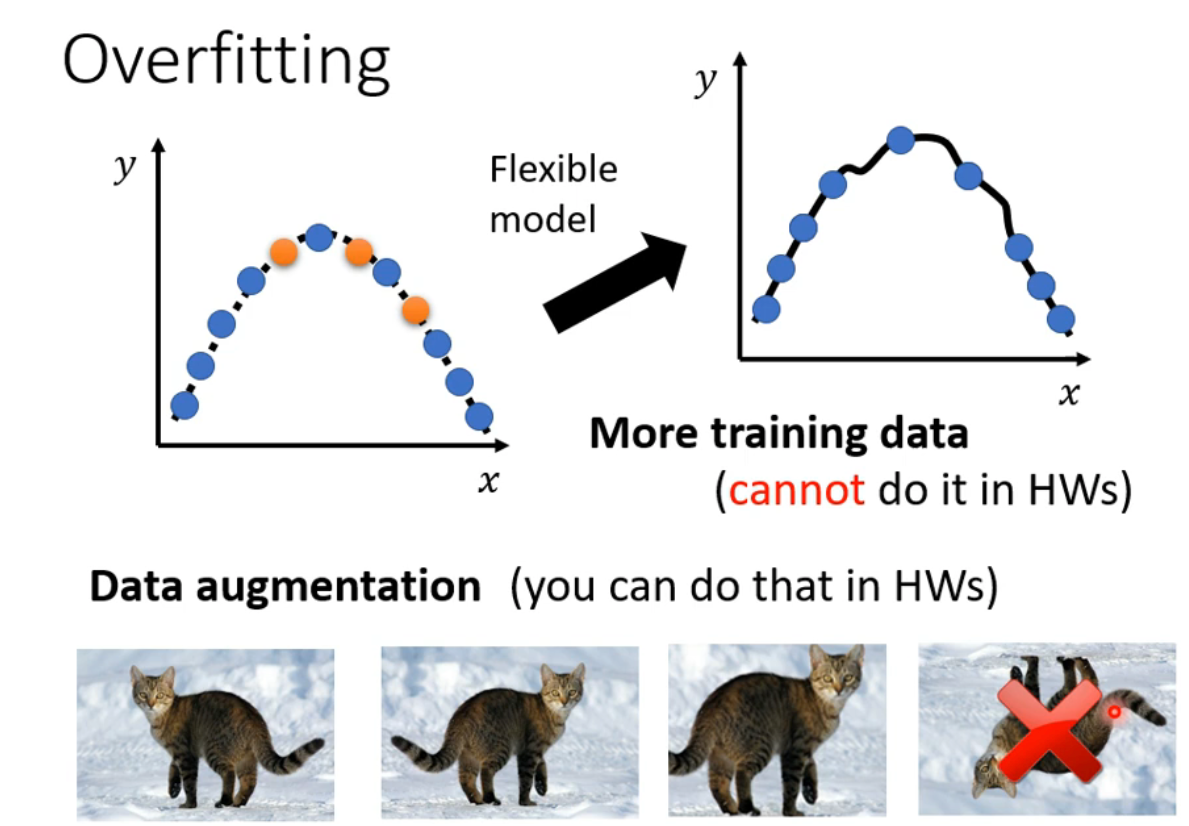 Overfitting
y
x
Flexible
model
y
x
More training data
(cannot do it in HWs)
Data augmentation (you can do that in HWs)